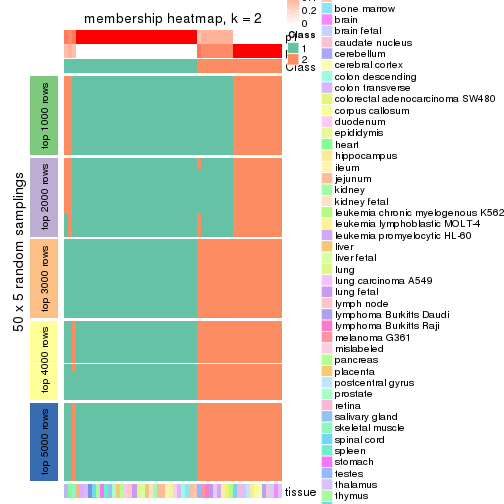 membership heatmap, k = 2
0.2
0
Class
1
2
Class
50 x 5 random samplings
top 1000 rows
top 2000 rows
top 3000 rows
top 4000 rows
top 5000 rows
tissue
bone marrow
brain
brain fetal
caudate nucleus
cerebellum
cerebral cortex
colon descending
colon transverse
colorectal adenocarcinoma SW480
corpus callosum
duodenum
epididymis
heart
hippocampus
ileum
jejunum
kidney
kidney fetal
leukemia chronic myelogenous K562
leukemia lymphoblastic MOLT-4
leukemia promyelocytic HL-60
liver
liver fetal
lung
lung carcinoma A549
lung fetal
lymph node
lymphoma Burkitts Daudi
lymphoma Burkitts Raji
melanoma G361
mislabeled
pancreas
placenta
postcentral gyrus
prostate
retina
salivary gland
skeletal muscle
spinal cord
spleen
stomach
testes
thalamus
thymus